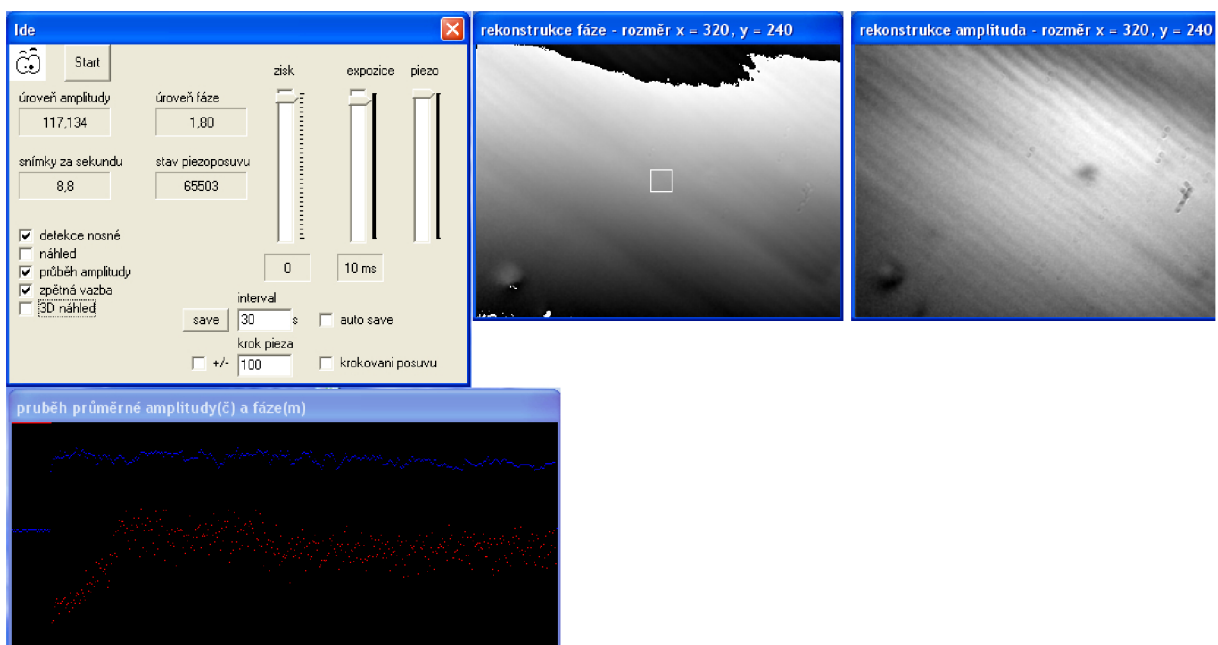 Ide
Start
zisk
expozice
piezo
úroveň amplitudy
úroveň fáze
117,134
1,80
snímky za sekundu
stav piezoposuvu
8,8
65503
detekce nosné
náhled
průběh amplitudy
zpětná vazba
3D náhled
0
10 ms
interval
save
30
s
auto save
krok pieza
+/-
100
krokovani posuvu
rekonstrukce fáze - rozměr x = 320, y = 240
rekonstrukce amplituda - rozměr x = 320, y = 240
pruběh průměrné amplitudy(č) a fáze(m)